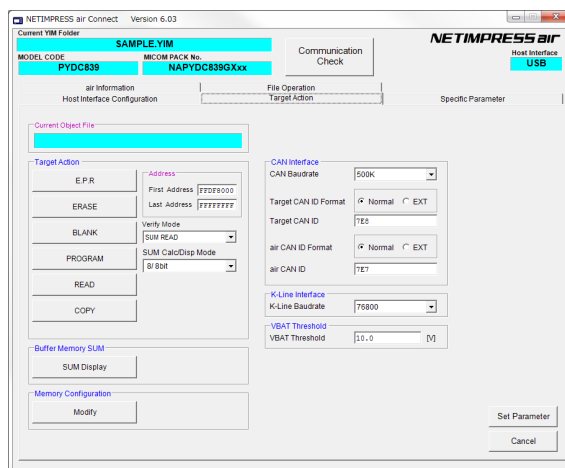 NETIMPRESS air Connect Version 6.03
Current YIM Folder
SAMPLE.YIM
MODEL CODE
MICOM PACK No.
PYDC839
NAPYDC839GXxx
Communication
Check
NETIMPRESS air
Host Interface
USB
air Information
File Operation
Host Interface Configuration
Target Action
Specific Parameter
Current Object File
Target Action
E.P.R
ERASE
BLANK
PROGRAM
READ
COPY
Address
First Address FFDF8000
Last Address FFFFFFFF
Verify Mode
SUM READ
SUM Calc/Disp Mode
8/ 8bit
Buffer Memory SUM
SUM Display
Memory Configuration
Modify
CAN Interface
CAN Baudrate 500K
Target CAN ID Format Normal EXT
Target CAN ID 7E8
air CAN ID Format Normal EXT
air CAN ID 7E7
K-Line Interface
K-Line Baudrate 76800
VBAT Threshold
VBAT Threshold 10.0 [V]
Set Parameter
Cancel